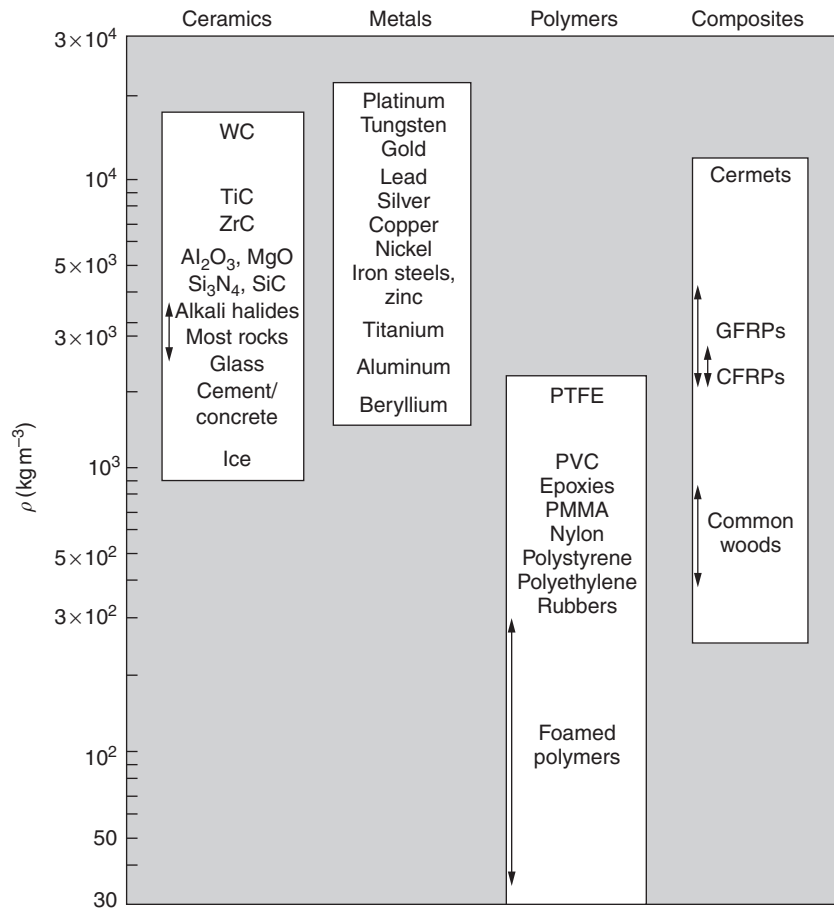 Ceramics Metals Polymers Composites
3×10⁴
10⁴
5×10³
3×10³
10³
5×10²
3×10²
10²
50
30
ρ (kg m⁻³)
WC
TiC
ZrC
Al₂O₃, MgO
Si₃N₄, SiC
Alkali halides
Most rocks
Glass
Cement/
concrete
Ice
Platinum
Tungsten
Gold
Lead
Silver
Copper
Nickel
Iron steels,
zinc
Titanium
Aluminum
Beryllium
PTFE
PVC
Epoxies
PMMA
Nylon
Polystyrene
Polyethylene
Rubbers
Foamed
polymers
Cermets
GFRPs
CFRPs
Common
woods